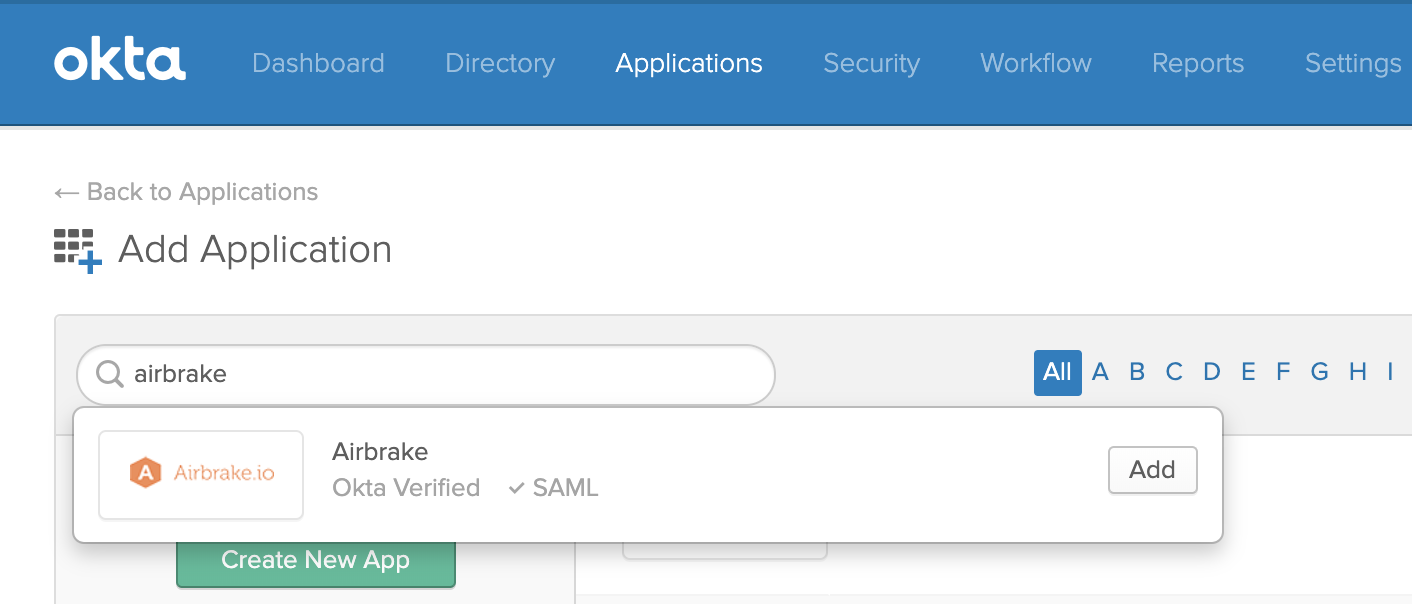 okta Dashboard Directory Applications Security Workflow Reports Settings
← Back to Applications
Add Application
airbrake
All A B C D E F G H I
A Airbrake.io
Airbrake
Okta Verified ✓ SAML
Add
Create New App